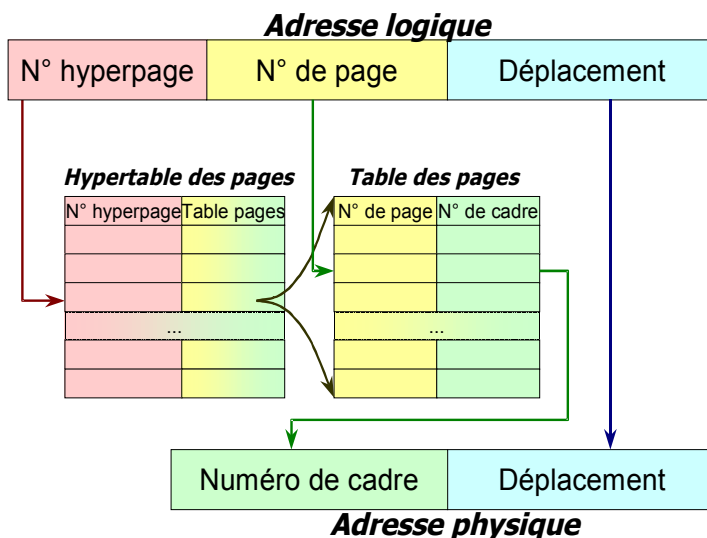 Adresse logique
N° hyperpage N° de page Déplacement
Hypertable des pages Table des pages
N° hyperpage Table pages N° de page N° de cadre
... ...
Numéro de cadre Déplacement
Adresse physique